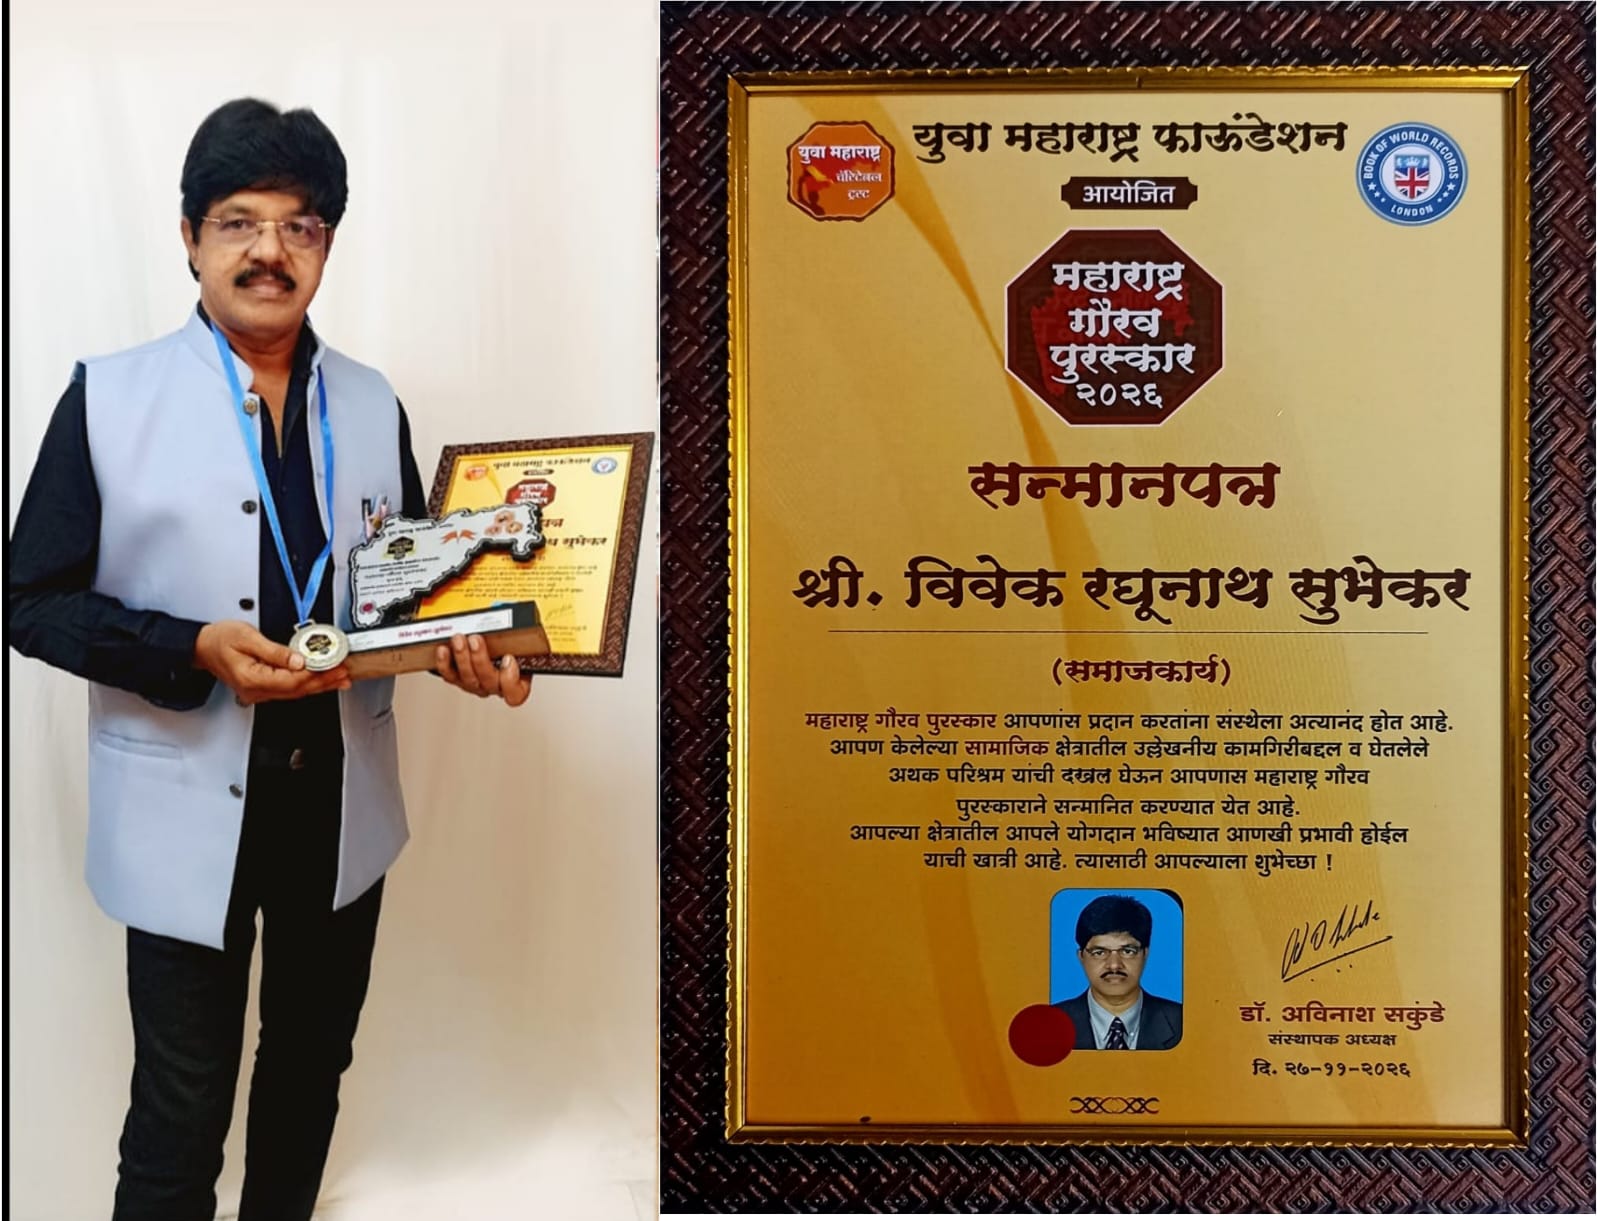 युवा महाराष्ट्र फाऊंडेशन
युवा महाराष्ट्र
चॅरिटेबल
ट्रस्ट
BOOK OF WORLD RECORDS
LONDON
आयोजित
महाराष्ट्र
गौरव
पुरस्कार
२०२६
सन्मानपत्र
श्री. विवेक रघूनाथ सुभेकर
(समाजकार्य)
महाराष्ट्र गौरव पुरस्कार आपणांस प्रदान करतांना संस्थेला अत्यानंद होत आहे.
आपण केलेल्या सामाजिक क्षेत्रातील उल्लेखनीय कामगिरीबद्दल व घेतलेले
अथक परिश्रम यांची दखल घेऊन आपणास महाराष्ट्र गौरव
पुरस्काराने सन्मानित करण्यात येत आहे.
आपल्या क्षेत्रातील आपले योगदान भविष्यात आणखी प्रभावी होईल
याची खात्री आहे. त्यासाठी आपल्याला शुभेच्छा !
डॉ. अविनाश सकुंडे
संस्थापक अध्यक्ष
दि. २७-११-२०२६